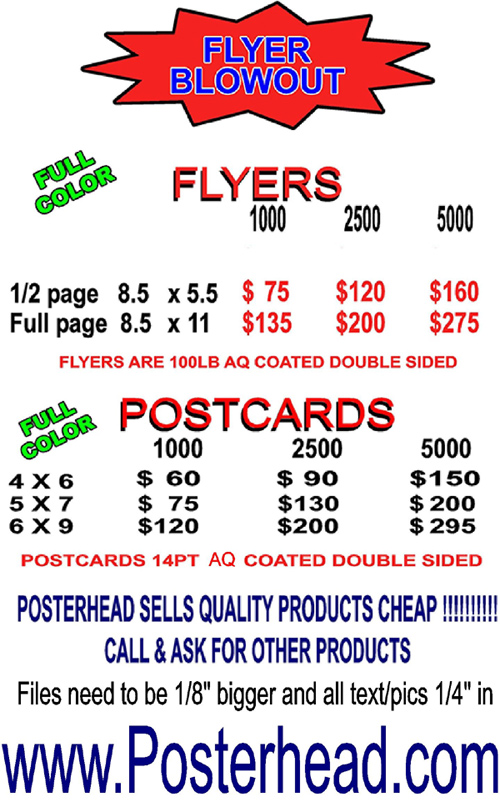 FLYER
BLOWOUT
FULL
COLOR
FLYERS
1000 2500 5000
1/2 page 8.5 x 5.5 $ 75 $120 $160
Full page 8.5 x 11 $135 $200 $275
FLYERS ARE 100LB AQ COATED DOUBLE SIDED
FULL
COLOR
POSTCARDS
1000 2500 5000
4 X 6 $ 60 $ 90 $150
5 X 7 $ 75 $130 $ 200
6 X 9 $120 $200 $ 295
POSTCARDS 14PT AQ COATED DOUBLE SIDED
POSTERHEAD SELLS QUALITY PRODUCTS CHEAP !!!!!!!!!!
CALL & ASK FOR OTHER PRODUCTS
Files need to be 1/8" bigger and all text/pics 1/4" in
www.Posterhead.com